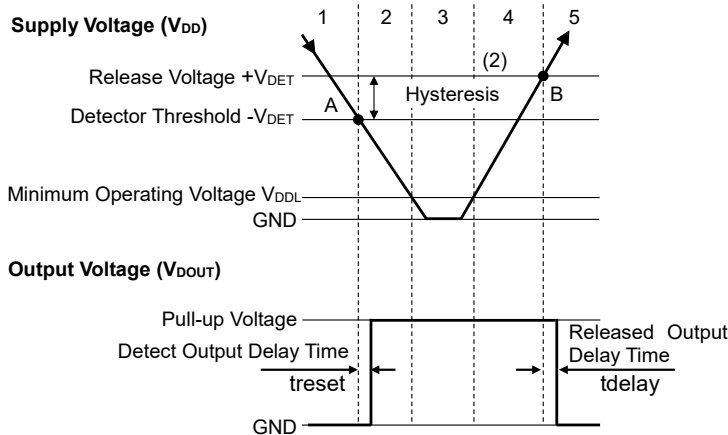 1 2 3 4 5
Supply Voltage (VDD)
(2)
Release Voltage +VDET
Hysteresis
A
B
Detector Threshold -VDET
Minimum Operating Voltage VDDL
GND
Output Voltage (VDOUT)
Pull-up Voltage
Detect Output Delay Time
treset
Released Output
Delay Time
tdelay
GND